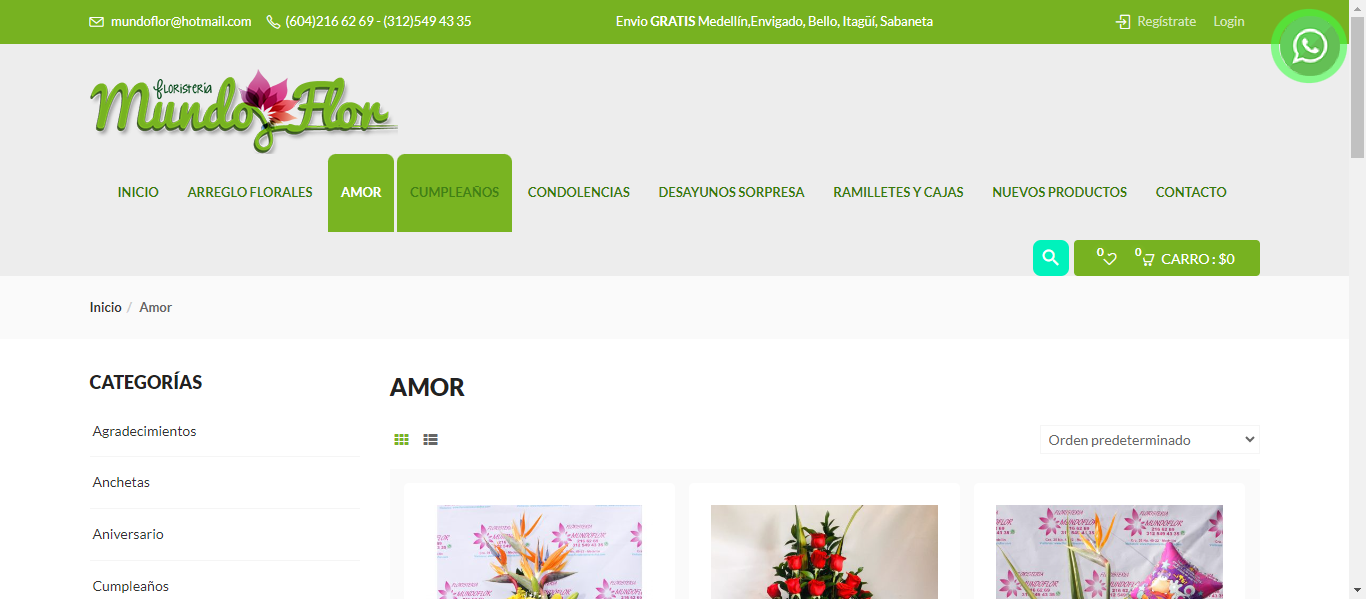 mundoflor@hotmail.com (604)216 62 69 - (312)549 43 35 Envio GRATIS Medellín,Envigado, Bello, Itagüí, Sabaneta Regístrate Login
FLORISTERIA
Mundo Flor
INICIO ARREGLO FLORALES AMOR CUMPLEAÑOS CONDOLENCIAS DESAYUNOS SORPRESA RAMILLETES Y CAJAS NUEVOS PRODUCTOS CONTACTO
0 0 CARRO : $0
Inicio / Amor
CATEGORÍAS
Agradecimientos
Anchetas
Aniversario
Cumpleaños
AMOR
Orden predeterminado